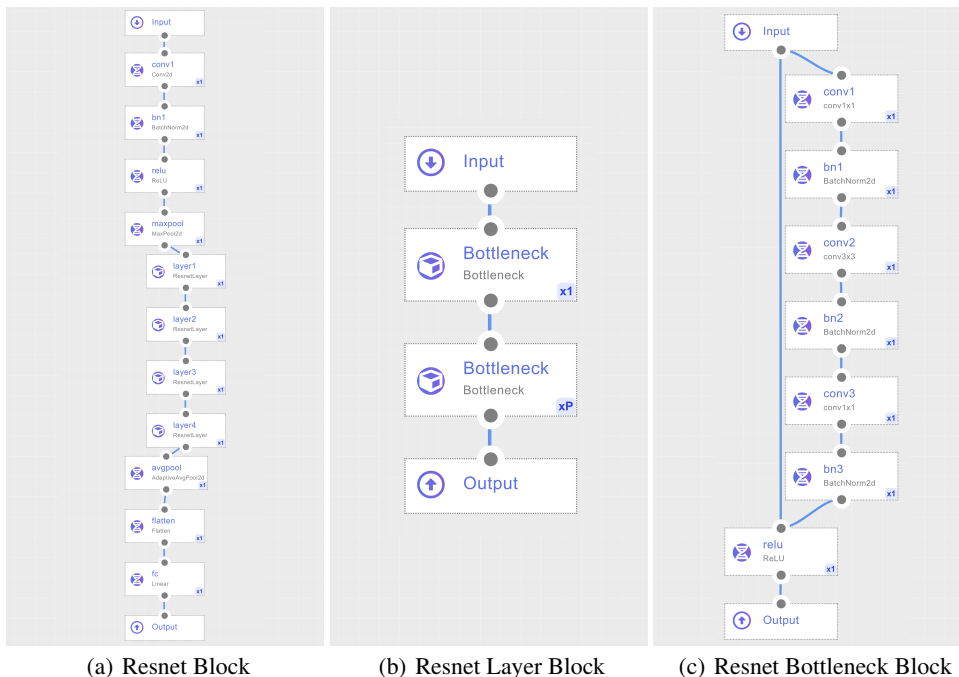 Input
conv1
Conv2d
x1
bn1
BatchNorm2d
x1
relu
ReLU
x1
maxpool
MaxPool2d
x1
layer1
ResnetLayer
x1
layer2
ResnetLayer
x1
layer3
ResnetLayer
x1
layer4
ResnetLayer
x1
avgpool
AdaptiveAvgPool2d
x1
flatten
Flatten
x1
fc
Linear
x1
Output
(a) Resnet Block
Input
Bottleneck
Bottleneck
x1
Bottleneck
Bottleneck
xP
Output
(b) Resnet Layer Block
Input
conv1
conv1x1
x1
bn1
BatchNorm2d
x1
conv2
conv3x3
x1
bn2
BatchNorm2d
x1
conv3
conv1x1
x1
bn3
BatchNorm2d
x1
relu
ReLU
x1
Output
(c) Resnet Bottleneck Block